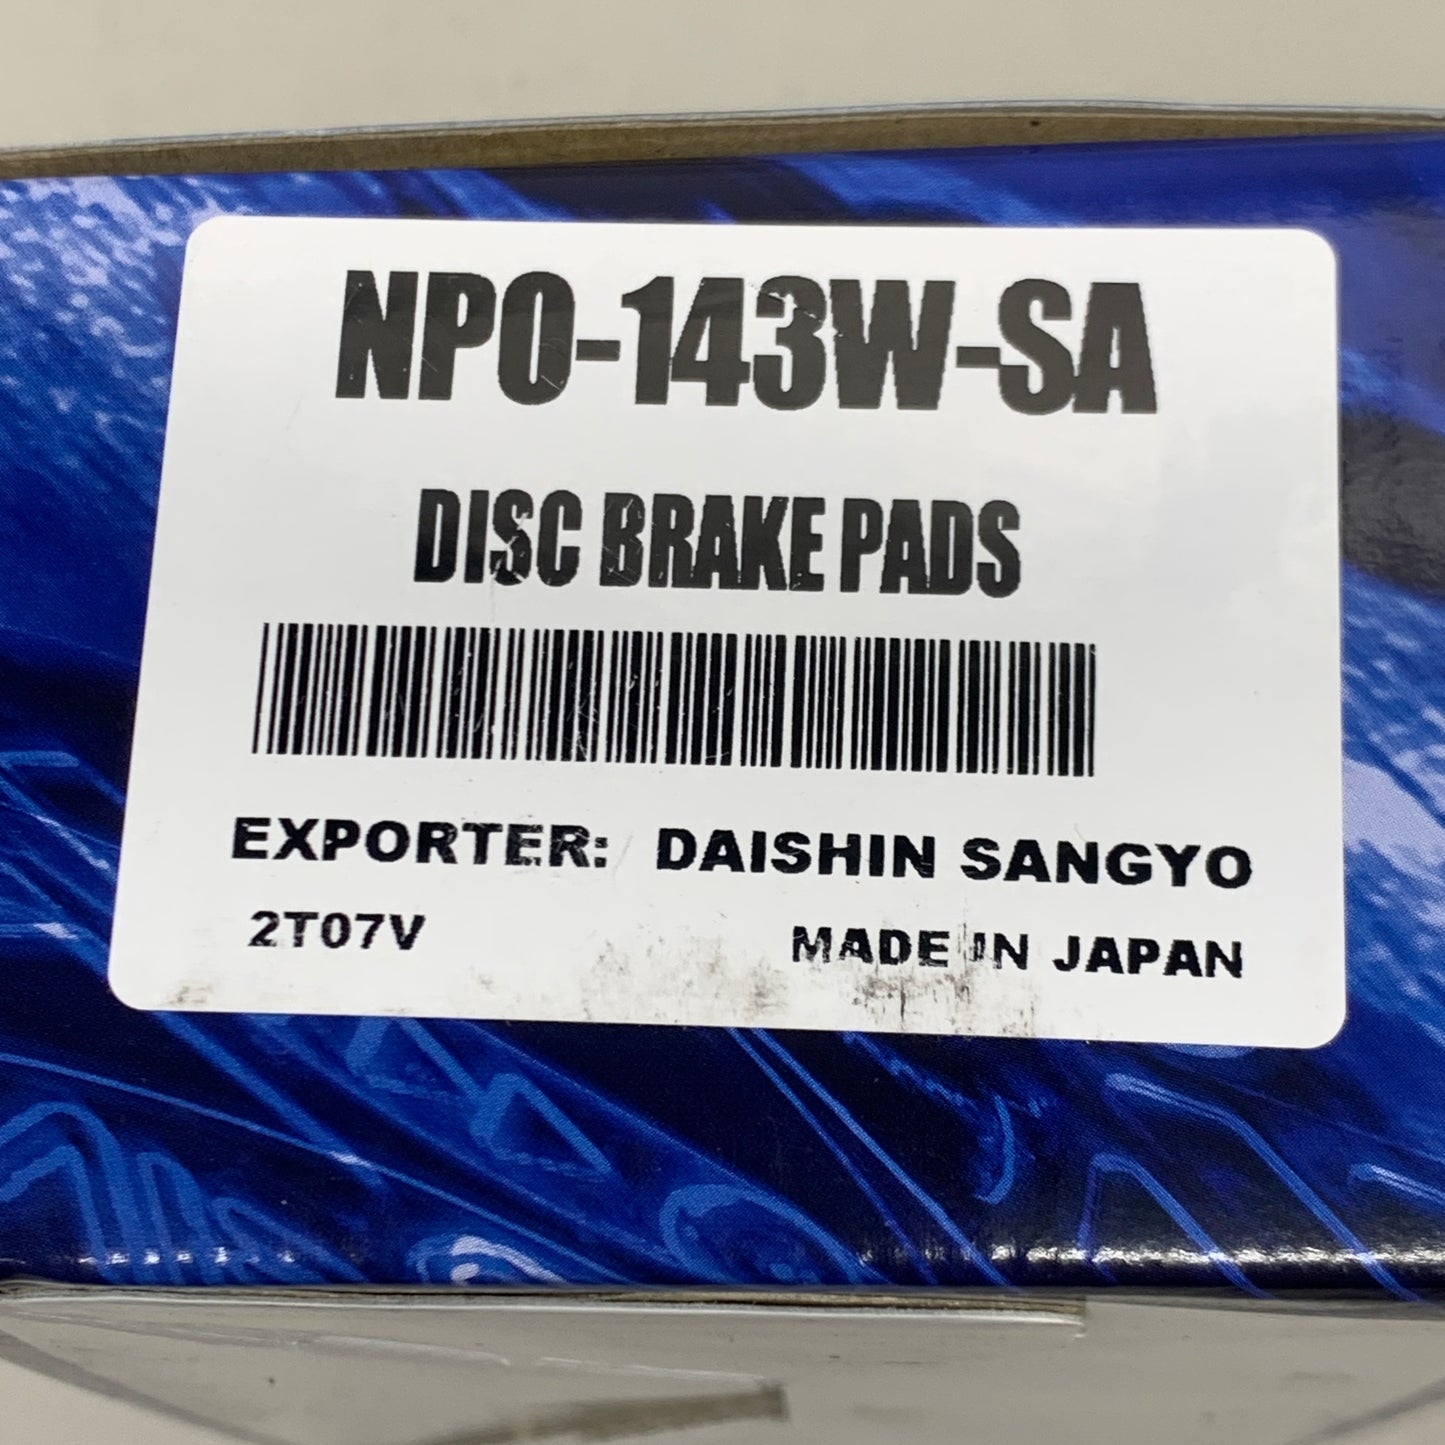 NPO-143W-SA
DISC BRAKE PADS
EXPORTER: DAISHIN SANGYO
2T07V
MADE IN JAPAN